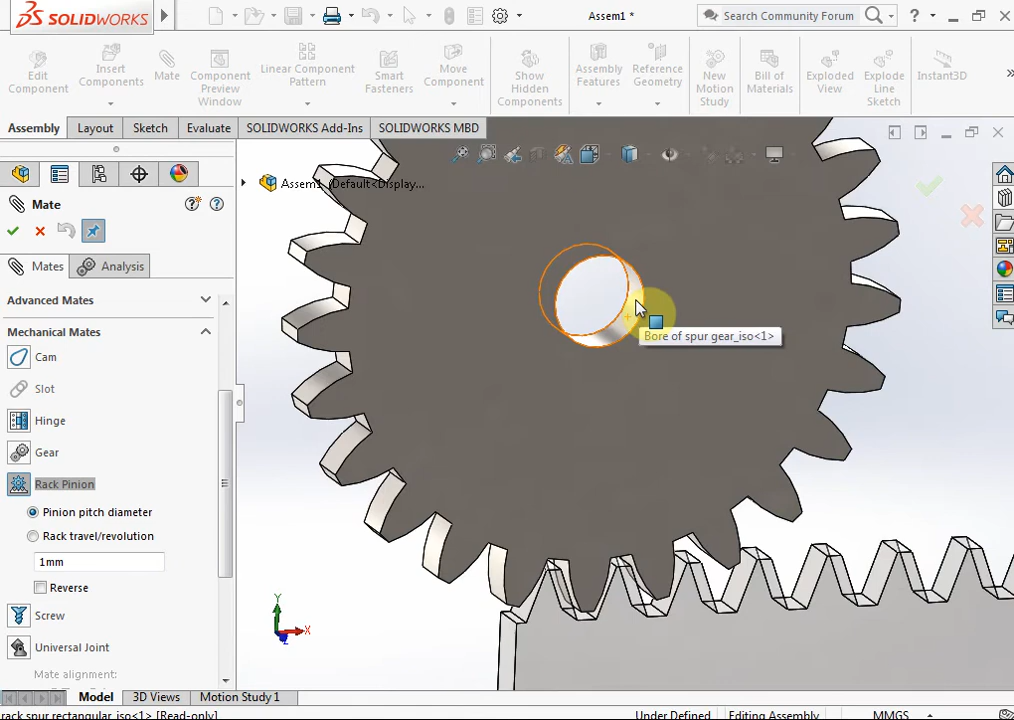 SOLIDWORKS
Assem1 *
Search Community Forum
?
Edit Component
Insert Components
Mate
Component Preview Window
Linear Component Pattern
Smart Fasteners
Move Component
Show Hidden Components
Assembly Features
Reference Geometry
New Motion Study
Bill of Materials
Exploded View
Explode Line Sketch
Instant3D
Assembly
Layout
Sketch
Evaluate
SOLIDWORKS Add-Ins
SOLIDWORKS MBD
Assem1 (Default<Display...
Mate
Mates
Analysis
Advanced Mates
Mechanical Mates
Cam
Slot
Hinge
Gear
Rack Pinion
Pinion pitch diameter
Rack travel/revolution
1mm
Reverse
Screw
Universal Joint
Mate alignment:
Bore of spur gear_iso<1>
Y
X
Z
Model
3D Views
Motion Study 1
rack spur rectangular_iso<1> [Read-only]
Under Defined
Editing Assembly
MMGS